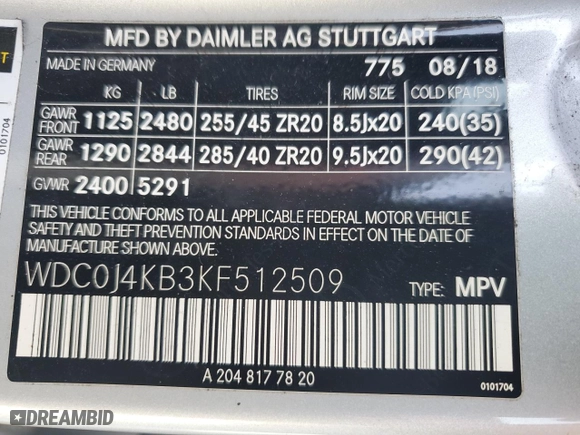 MFD BY DAIMLER AG STUTTGART
MADE IN GERMANY 775 08/18
KG LB TIRES RIM SIZE COLD KPA (PSI)
GAWR FRONT 1125 2480 255/45 ZR20 8.5Jx20 240(35)
GAWR REAR 1290 2844 285/40 ZR20 9.5Jx20 290(42)
GVWR 2400 5291
THIS VEHICLE CONFORMS TO ALL APPLICABLE FEDERAL MOTOR VEHICLE
SAFETY AND THEFT PREVENTION STANDARDS IN EFFECT ON THE DATE
OF MANUFACTURE SHOWN ABOVE.
WDC0J4KB3KF512509 TYPE: MPV
A 204 817 78 20
0101704
0101704
DREAMBID